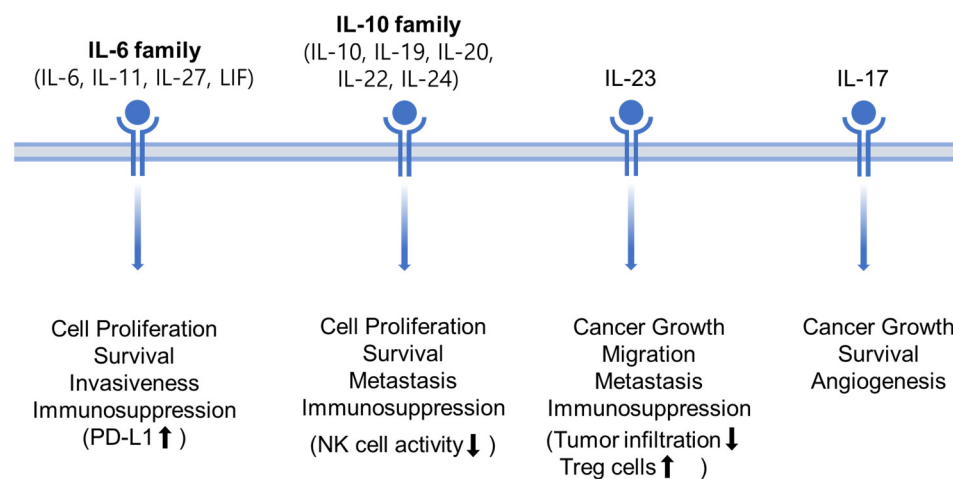 IL-6 family
(IL-6, IL-11, IL-27, LIF)
IL-10 family
(IL-10, IL-19, IL-20,
IL-22, IL-24)
IL-23
IL-17
Cell Proliferation
Survival
Invasiveness
Immunosuppression
(PD-L1⬆)
Cell Proliferation
Survival
Metastasis
Immunosuppression
(NK cell activity⬇)
Cancer Growth
Migration
Metastasis
Immunosuppression
(Tumor infiltration⬇
Treg cells⬆ )
Cancer Growth
Survival
Angiogenesis